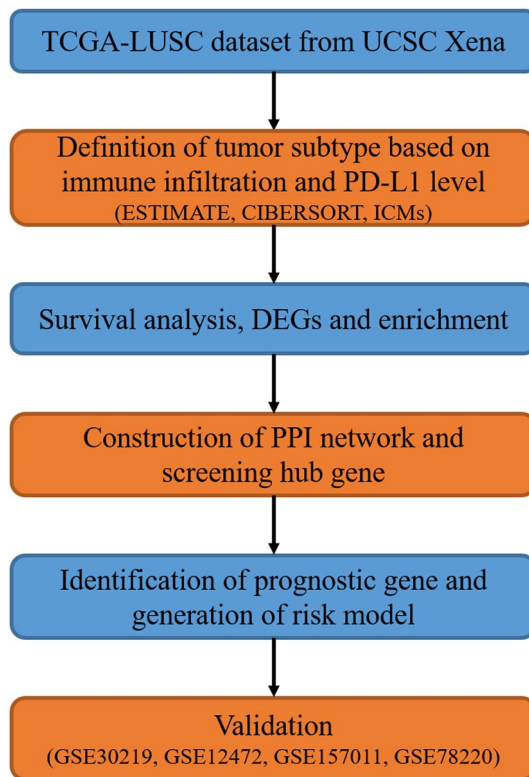 TCGA-LUSC dataset from UCSC Xena
Definition of tumor subtype based on
immune infiltration and PD-L1 level
(ESTIMATE, CIBERSORT, ICMs)
Survival analysis, DEGs and enrichment
Construction of PPI network and
screening hub gene
Identification of prognostic gene and
generation of risk model
Validation
(GSE30219, GSE12472, GSE157011, GSE78220)